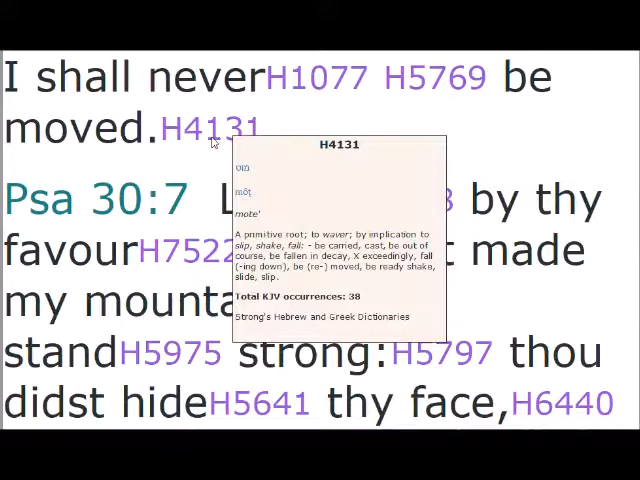 I shall neverH1077 H5769 be
moved.H4131
H4131
מוט
môṭ
mote'
A primitive root; to waver; by implication to
slip, shake, fall: - be carried, cast, be out of
course, be fallen in decay, X exceedingly, fall
(-ing down), be (re-) moved, be ready shake,
slide, slip.
Total KJV occurrences: 38
Strong's Hebrew and Greek Dictionaries
Psa 30:7 by thy
favourH7522 made
my
standH5975 strong:H5797 thou
didst hideH5641 thy face,H6440